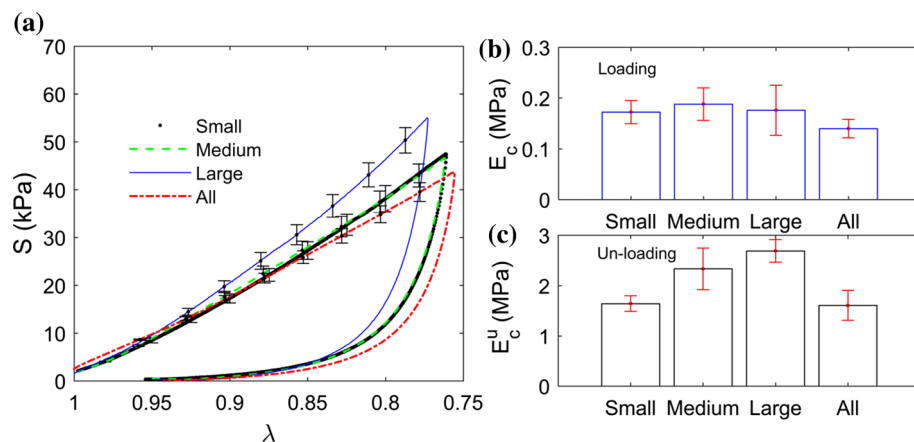 (a)
70
60
50
40
30
20
10
0
S (kPa)
Small
Medium
Large
All
1
0.95
0.9
0.85
0.8
0.75
λ
(b)
0.3
0.2
0.1
0
E_c (MPa)
Loading
Small Medium Large All
(c)
3
2
1
0
E_c^u (MPa)
Un-loading
Small Medium Large All